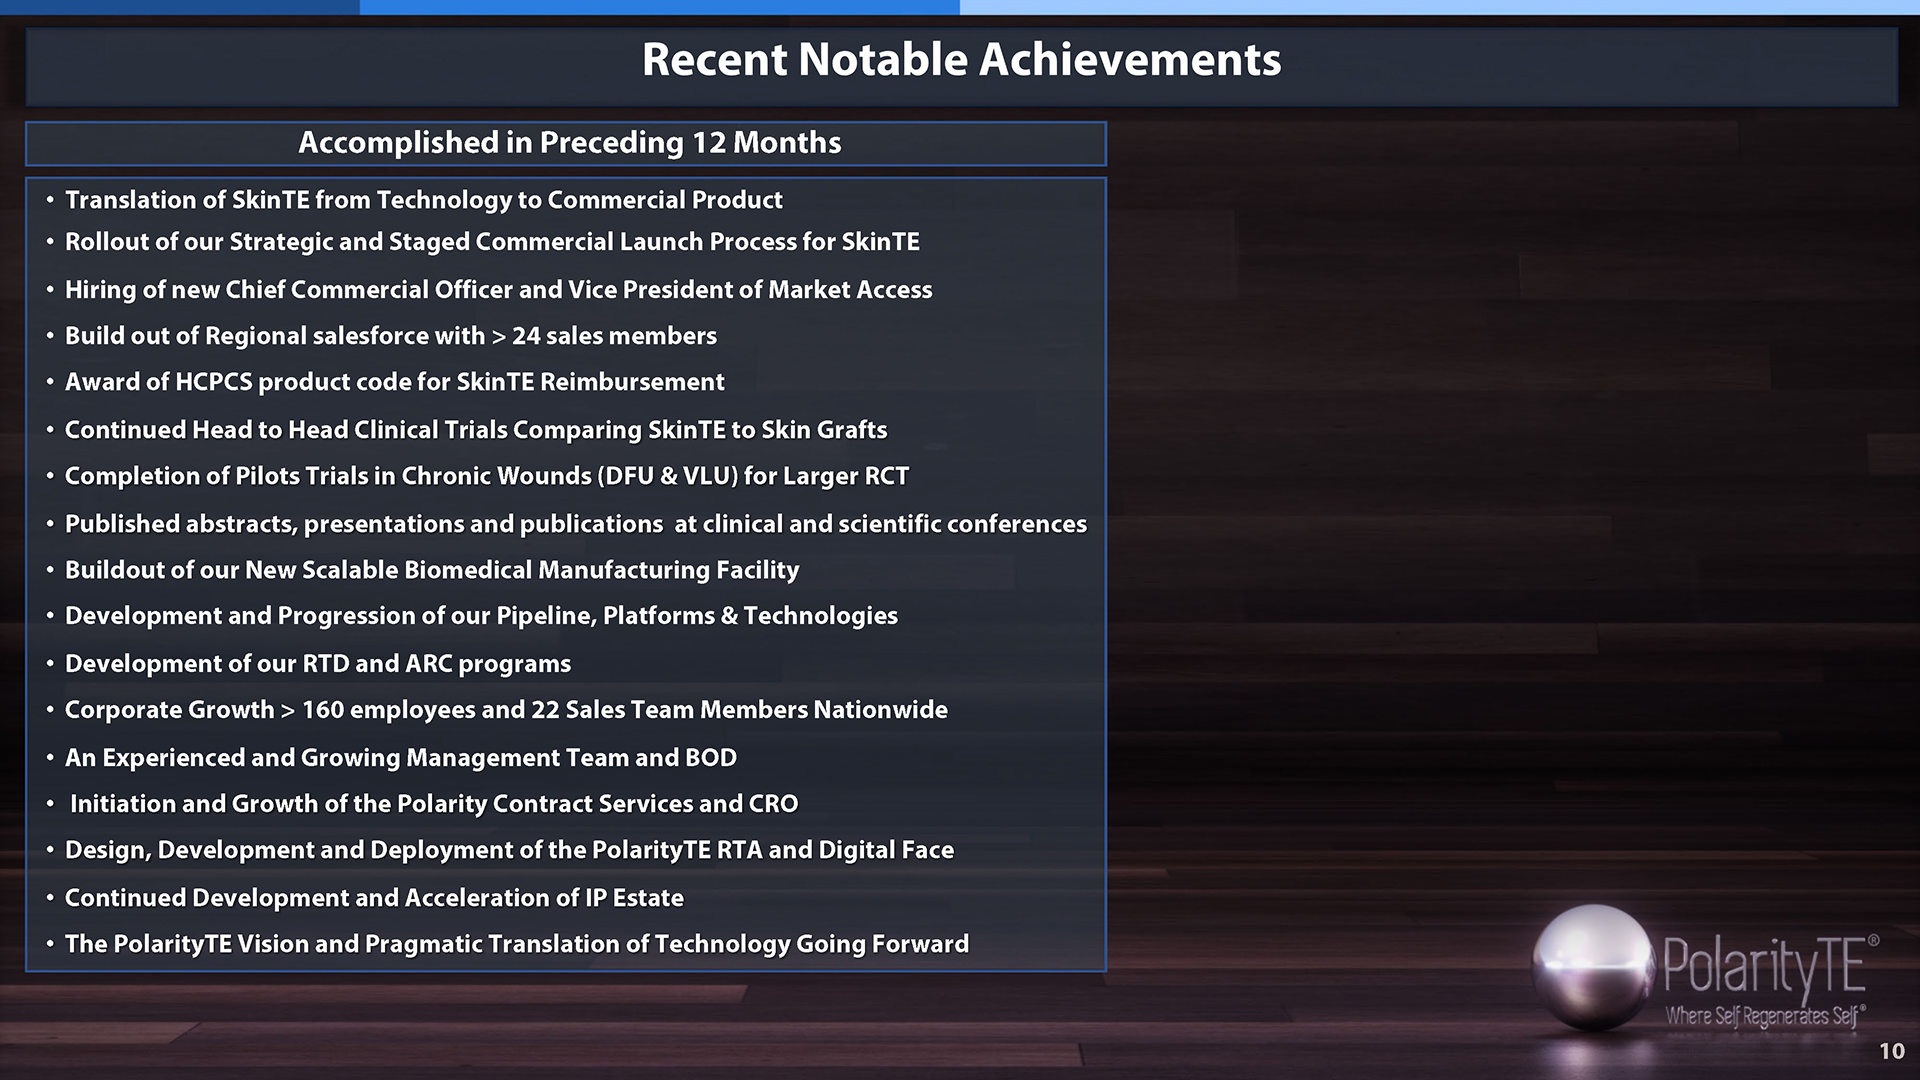 Recent Notable Achievements
Accomplished in Preceding 12 Months
• Translation of SkinTE from Technology to Commercial Product
• Rollout of our Strategic and Staged Commercial Launch Process for SkinTE
• Hiring of new Chief Commercial Officer and Vice President of Market Access
• Build out of Regional salesforce with > 24 sales members
• Award of HCPCS product code for SkinTE Reimbursement
• Continued Head to Head Clinical Trials Comparing SkinTE to Skin Grafts
• Completion of Pilots Trials in Chronic Wounds (DFU & VLU) for Larger RCT
• Published abstracts, presentations and publications  at clinical and scientific conferences
• Buildout of our New Scalable Biomedical Manufacturing Facility
• Development and Progression of our Pipeline, Platforms & Technologies
• Development of our RTD and ARC programs
• Corporate Growth > 160 employees and 22 Sales Team Members Nationwide
• An Experienced and Growing Management Team and BOD
• Initiation and Growth of the Polarity Contract Services and CRO
• Design, Development and Deployment of the PolarityTE RTA and Digital Face
• Continued Development and Acceleration of IP Estate
• The PolarityTE Vision and Pragmatic Translation of Technology Going Forward
PolarityTE®
Where Self Regenerates Self®
10